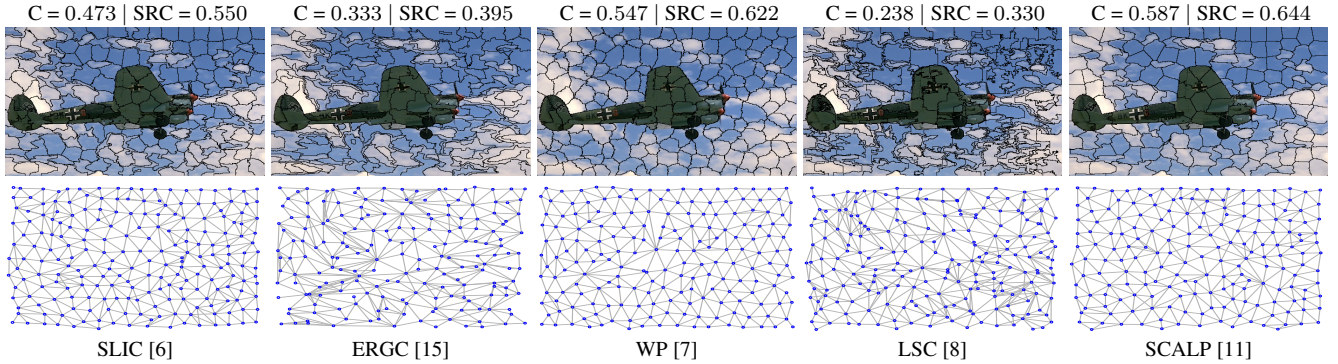 C = 0.473 | SRC = 0.550
C = 0.333 | SRC = 0.395
C = 0.547 | SRC = 0.622
C = 0.238 | SRC = 0.330
C = 0.587 | SRC = 0.644
SLIC [6]
ERGC [15]
WP [7]
LSC [8]
SCALP [11]